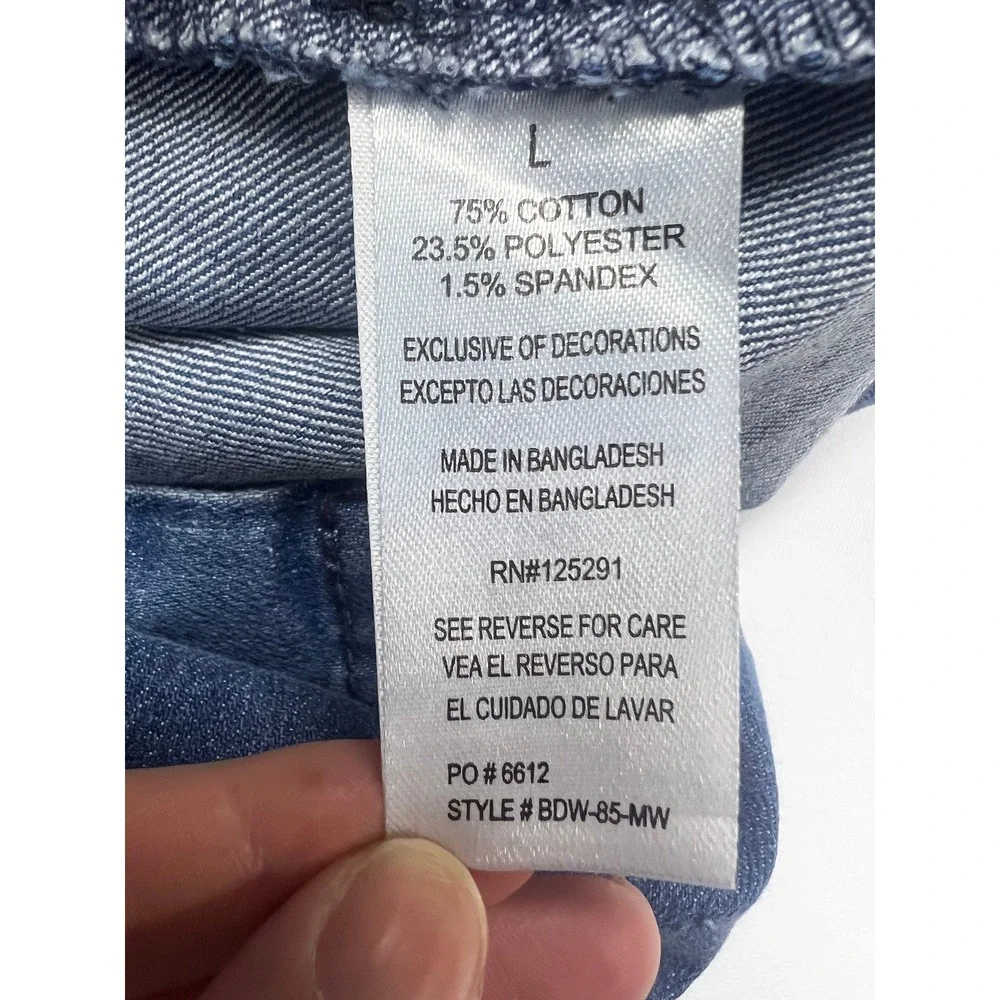 L
75% COTTON
23.5% POLYESTER
1.5% SPANDEX
EXCLUSIVE OF DECORATIONS
EXCEPTO LAS DECORACIONES
MADE IN BANGLADESH
HECHO EN BANGLADESH
RN#125291
SEE REVERSE FOR CARE
VEA EL REVERSO PARA
EL CUIDADO DE LAVAR
PO # 6612
STYLE # BDW-85-MW